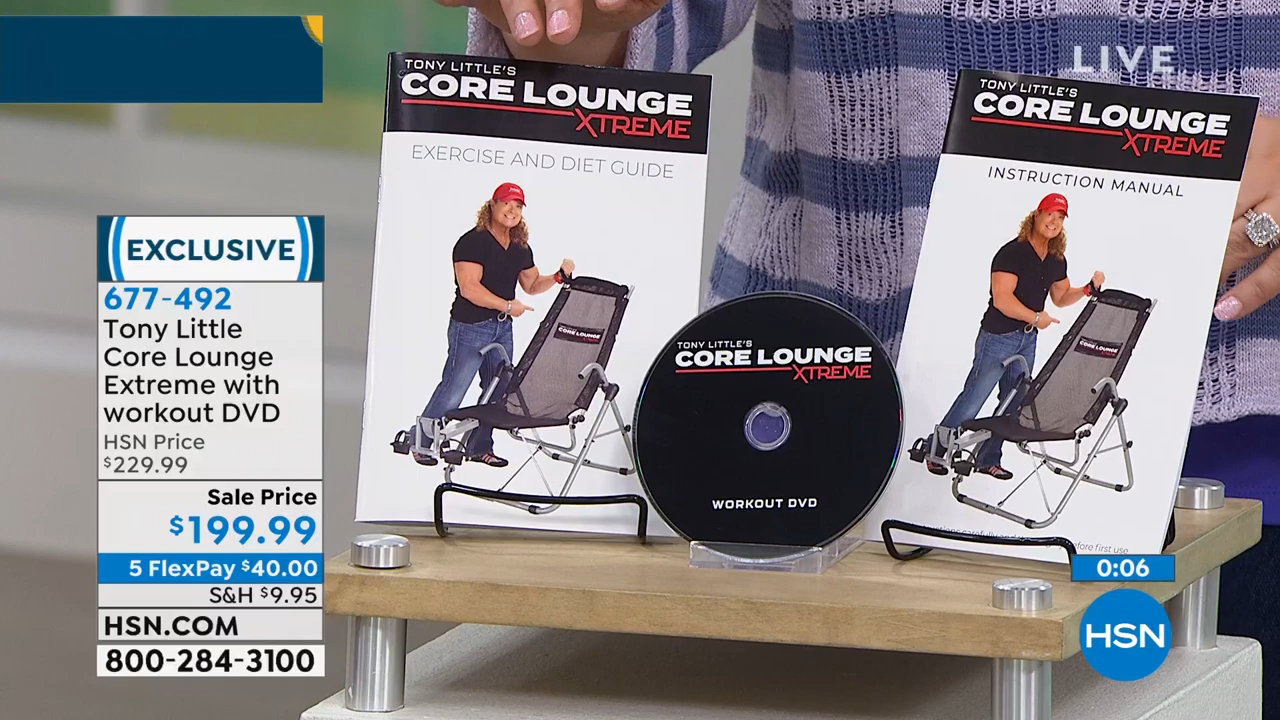 LIVE
EXCLUSIVE
677-492
Tony Little
Core Lounge
Extreme with
workout DVD
HSN Price
$229.99
Sale Price
$199.99
5 FlexPay $40.00
S&H $9.95
HSN.COM
800-284-3100
TONY LITTLE'S
CORE LOUNGE
XTREME
EXERCISE AND DIET GUIDE
CORE LOUNGE
TONY LITTLE'S
CORE LOUNGE
XTREME
WORKOUT DVD
TONY LITTLE'S
CORE LOUNGE
XTREME
INSTRUCTION MANUAL
CORE LOUNGE
before first use
0:06
HSN